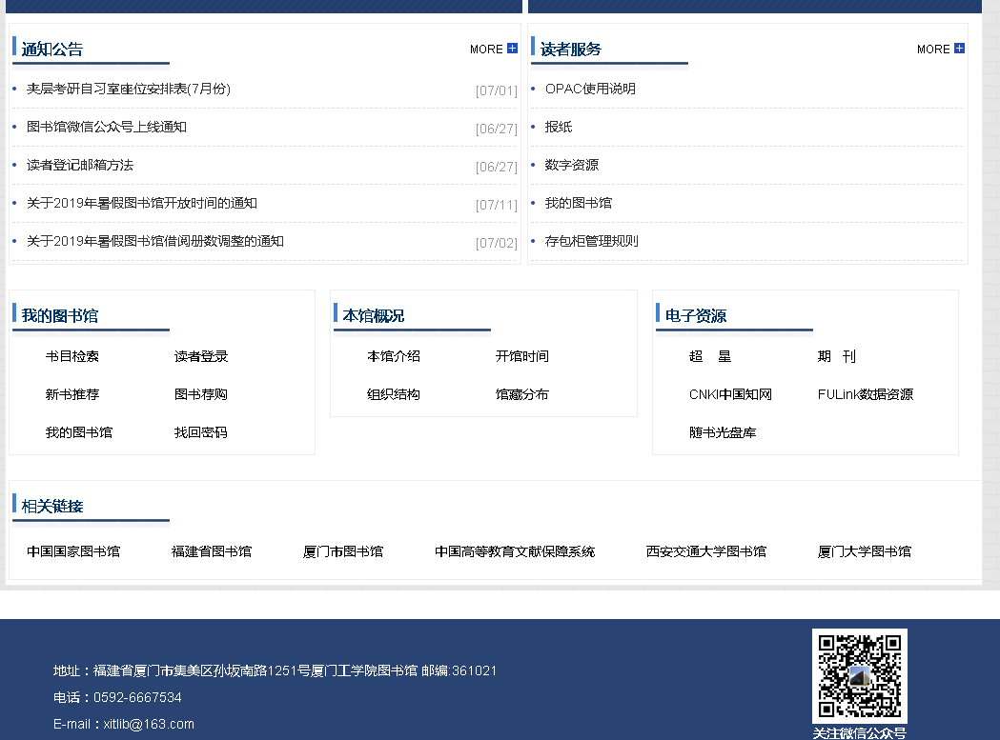 通知公告 MORE
夹层考研自习室座位安排表(7月份) [07/01]
图书馆微信公众号上线通知 [06/27]
读者登记邮箱方法 [06/27]
关于2019年暑假图书馆开放时间的通知 [07/11]
关于2019年暑假图书馆借阅册数调整的通知 [07/02]
读者服务 MORE
OPAC使用说明
报纸
数字资源
我的图书馆
存包柜管理规则
我的图书馆
书目检索 读者登录
新书推荐 图书荐购
我的图书馆 找回密码
本馆概况
本馆介绍 开馆时间
组织结构 馆藏分布
电子资源
超 星 期 刊
CNKI中国知网 FULink数据资源
随书光盘库
相关链接
中国国家图书馆 福建省图书馆 厦门市图书馆 中国高等教育文献保障系统 西安交通大学图书馆 厦门大学图书馆
地址：福建省厦门市集美区孙坂南路1251号厦门工学院图书馆 邮编:361021
电话：0592-6667534
E-mail：xitlib@163.com
关注微信公众号